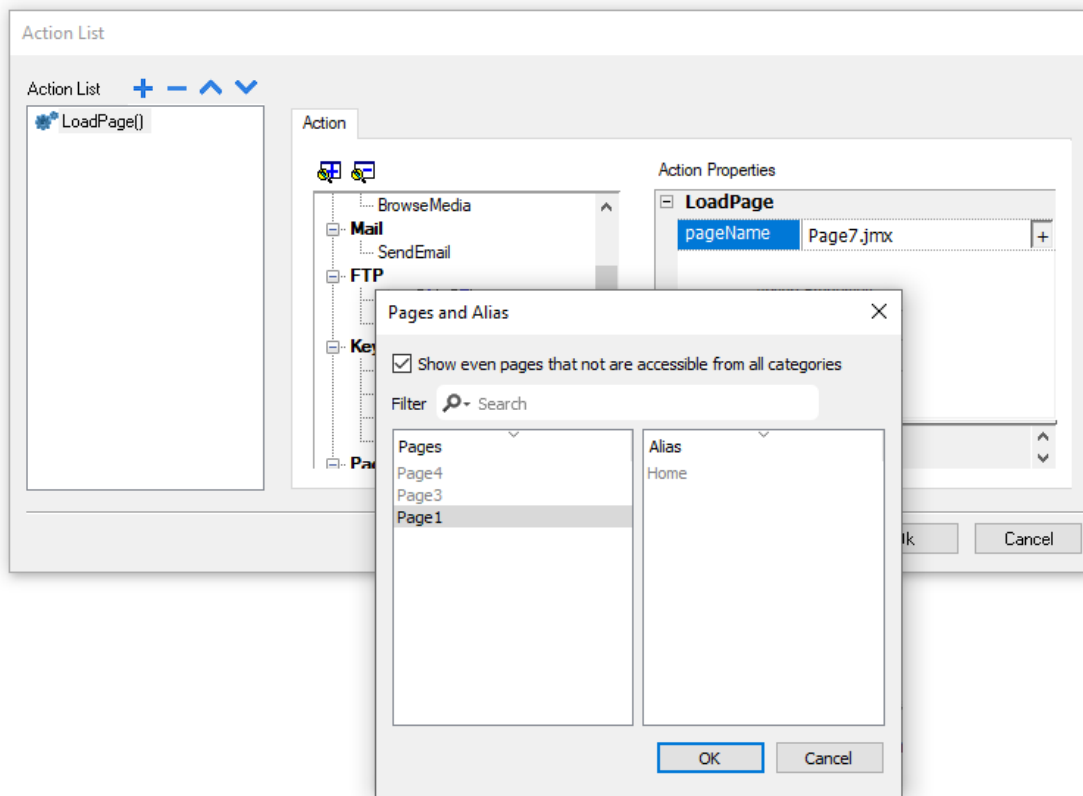 Action List
Action List
LoadPage()
Action
Action Properties
BrowseMedia
Mail
SendEmail
FTP
LoadPage
pageName Page7.jmx +
Pages and Alias
Show even pages that not are accessible from all categories
Filter Search
Pages Alias
Page4 Home
Page3
Page1
OK Cancel
Cancel